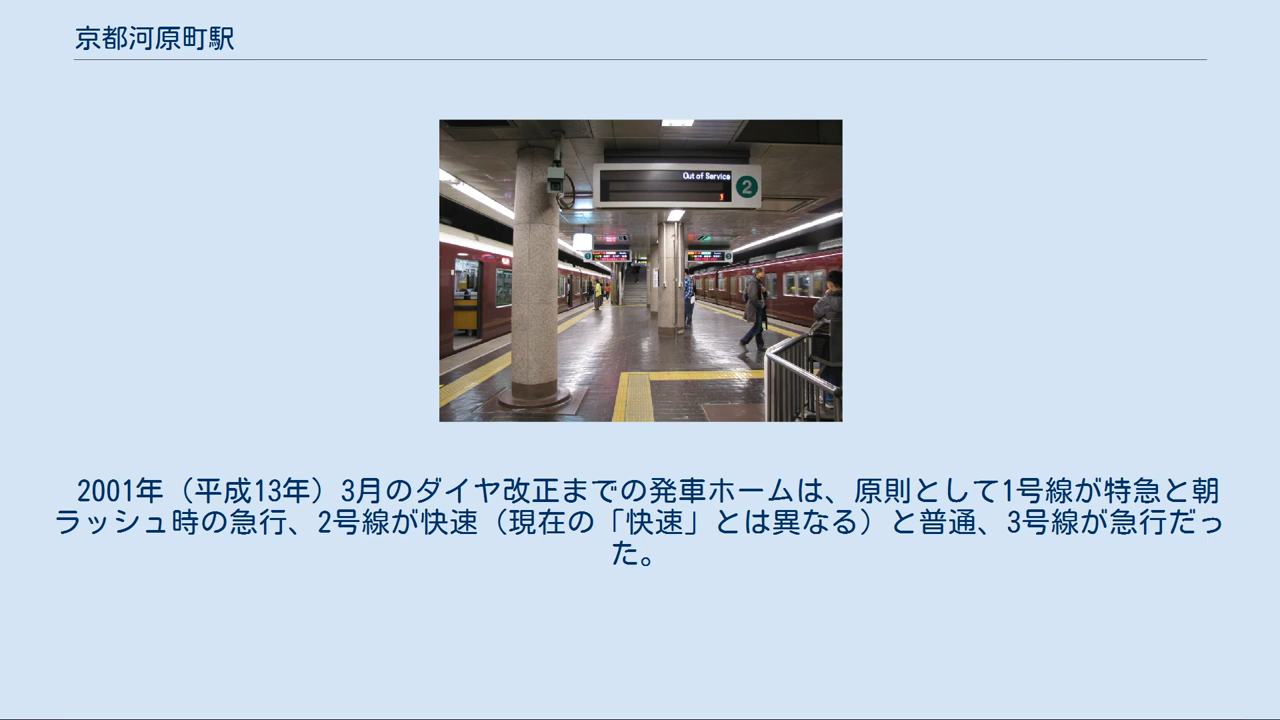 京都河原町駅
Out of Service
2
2001年（平成13年）3月のダイヤ改正までの発車ホームは、原則として1号線が特急と朝
ラッシュ時の急行、2号線が快速（現在の「快速」とは異なる）と普通、3号線が急行だっ
た。